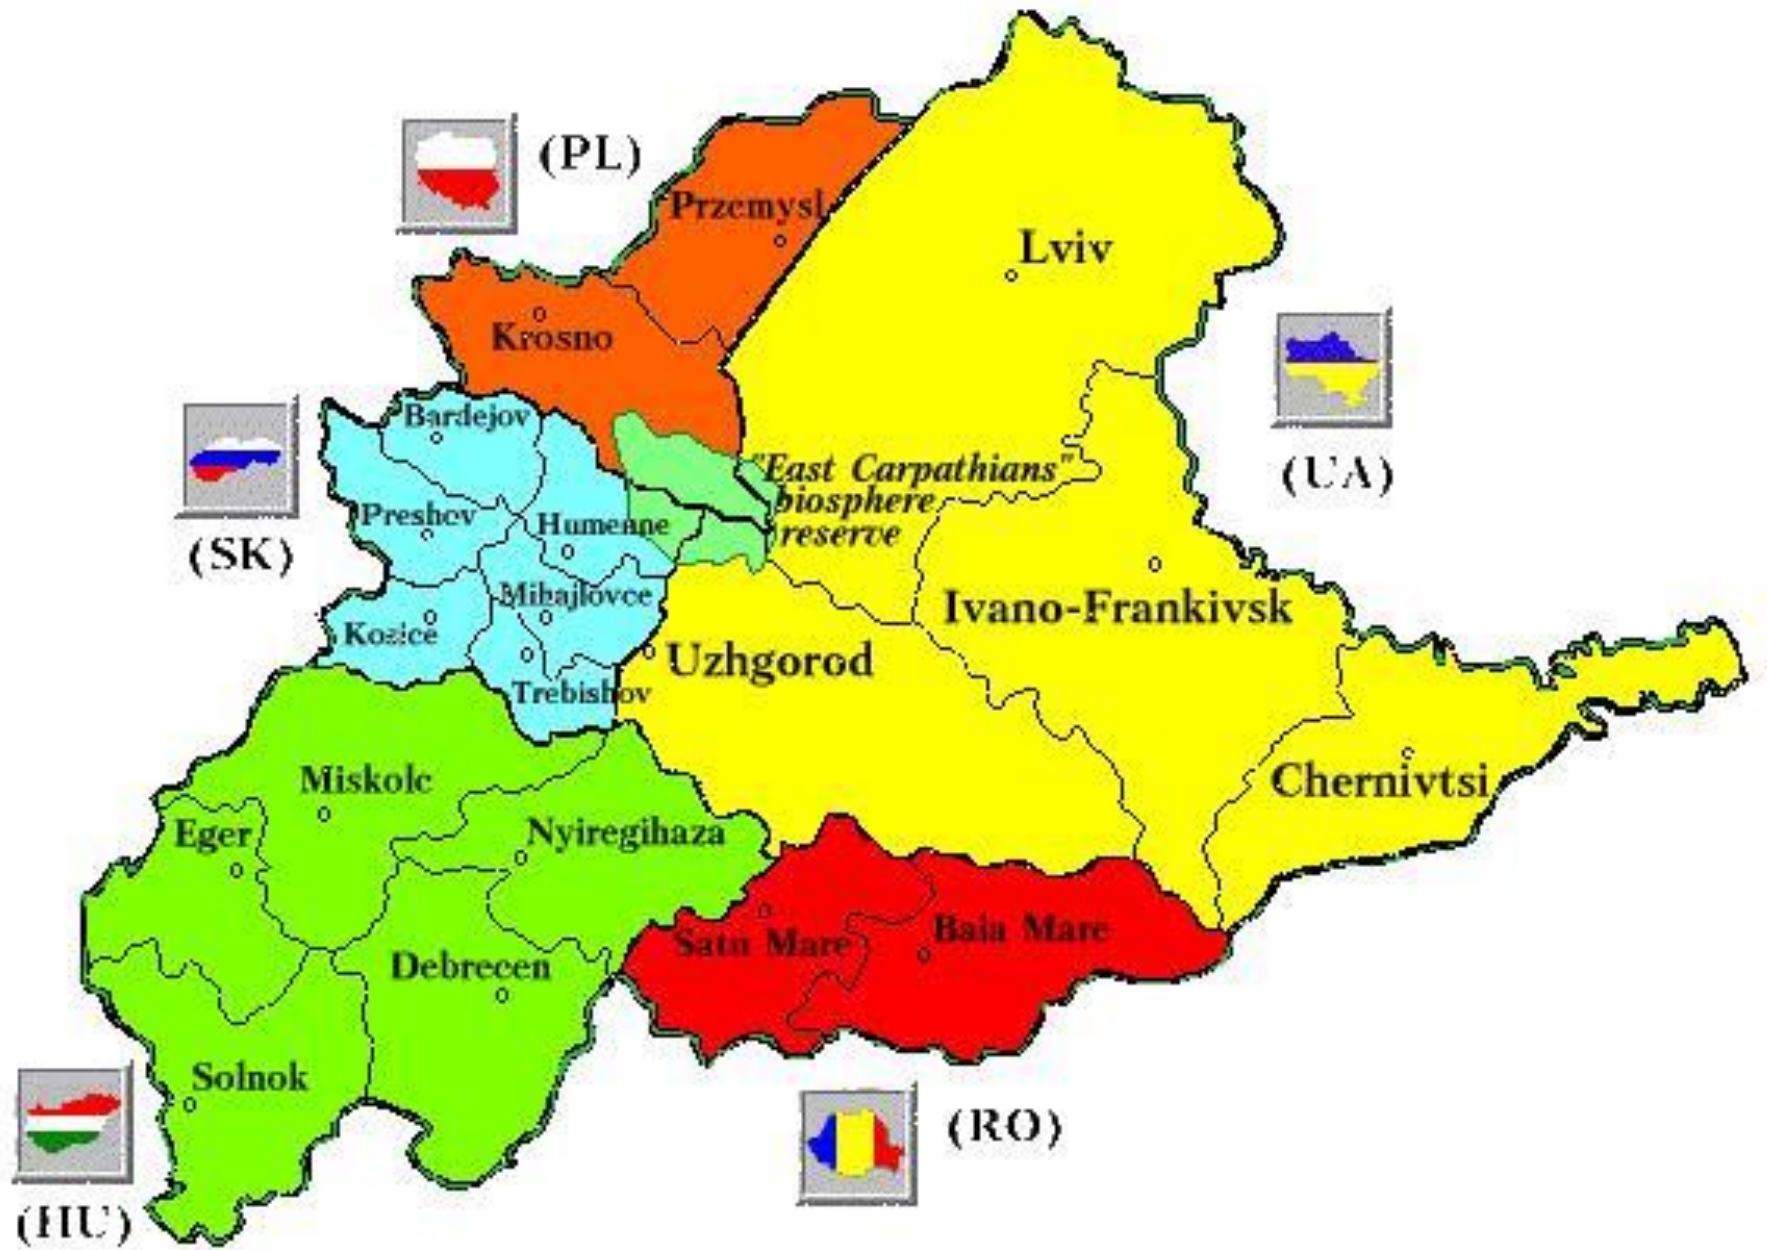 (PL)
Przemysl
Lviv
Krosno
Bardejov
"East Carpathians"
biosphere
reserve
(UA)
Preshov
Humenne
(SK)
Mihajlovce
Ivano-Frankivsk
Kozice
Uzhgorod
Trebishov
Miskolc
Chernivtsi
Eger
Nyiregihaza
Satu Mare
Baia Mare
Debrecen
Solnok
(RO)
(HU)